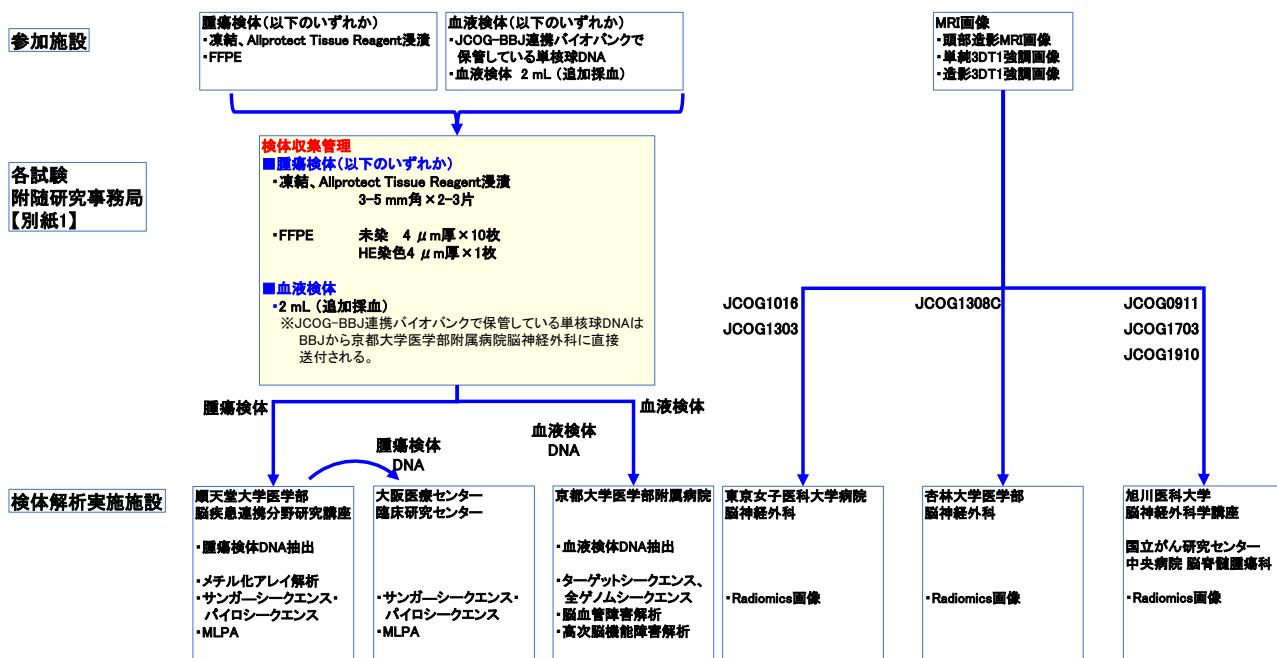 参加施設
腫瘍検体（以下のいずれか）
・凍結、Allprotect Tissue Reagent浸漬
・FFPE
血液検体（以下のいずれか）
・JCOG-BBJ連携バイオバンクで
保管している単核球DNA
・血液検体 2 mL （追加採血）
MRI画像
・頭部造影MRI画像
・単純3DT1強調画像
・造影3DT1強調画像
各試験
附随研究事務局
【別紙1】
検体収集管理
■腫瘍検体（以下のいずれか）
・凍結、Allprotect Tissue Reagent浸漬
3-5 mm角×2-3片
・FFPE 未染 4 μm厚×10枚
HE染色4 μm厚×1枚
■血液検体
・2 mL （追加採血）
※JCOG-BBJ連携バイオバンクで保管している単核球DNAは
BBJから京都大学医学部附属病院脳神経外科に直接
送付される。
JCOG1016
JCOG1303
JCOG1308C
JCOG0911
JCOG1703
JCOG1910
腫瘍検体
血液検体
腫瘍検体
DNA
血液検体
DNA
検体解析実施施設
順天堂大学医学部
脳疾患連携分野研究講座
・腫瘍検体DNA抽出
・メチル化アレイ解析
・サンガ―シークエンス・
パイロシークエンス
・MLPA
大阪医療センター
臨床研究センター
・サンガ―シークエンス・
パイロシークエンス
・MLPA
京都大学医学部附属病院
・血液検体DNA抽出
・ターゲットシークエンス、
全ゲノムシークエンス
・脳血管障害解析
・高次脳機能障害解析
東京女子医科大学病院
脳神経外科
・Radiomics画像
杏林大学医学部
脳神経外科
・Radiomics画像
旭川医科大学
脳神経外科学講座
国立がん研究センター
中央病院 脳脊髄腫瘍科
・Radiomics画像